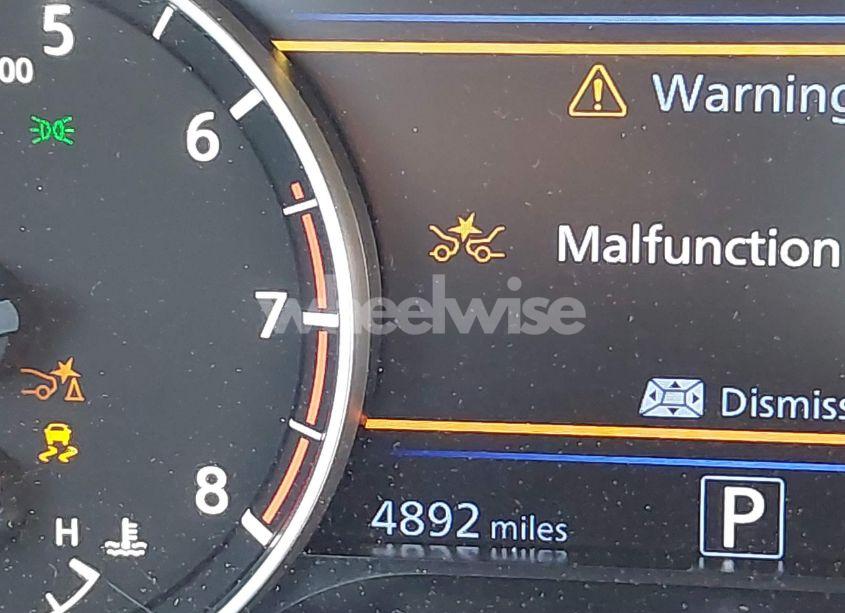 5
00
6
7
8
H
Warning
Malfunction
wheelwise
Dismiss
4892 miles
P